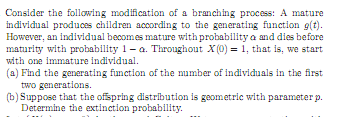 Consider the following modification of a branching process: A mature
individual produces children according to the generating function g(t).
However, an individual becomes mature with probability α and dies before
maturity with probability 1 − α. Throughout X(0) = 1, that is, we start
with one immature individual.
(a) Find the generating function of the number of individuals in the first
two generations.
(b) Suppose that the offspring distribution is geometric with parameter p.
Determine the extinction probability.